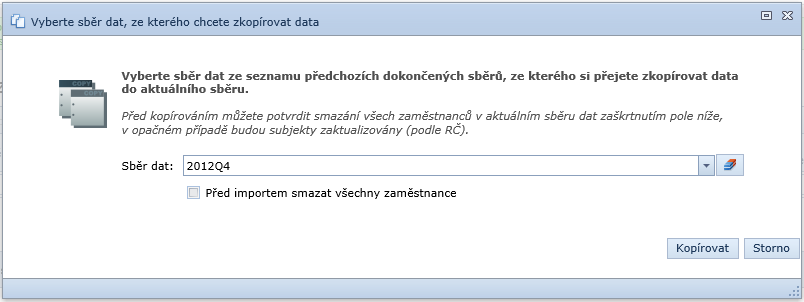 Vyberte sběr dat, ze kterého chcete zkopírovat data
COPY
Vyberte sběr dat ze seznamu předchozích dokončených sběrů, ze kterého si přejete zkopírovat data
do aktuálního sběru.
Před kopírováním můžete potvrdit smazání všech zaměstnanců v aktuálním sběru dat zaškrtnutím pole níže,
v opačném případě budou subjekty zaktualizovány (podle RČ).
Sběr dat: 2012Q4
Před importem smazat všechny zaměstnance
Kopírovat Storno